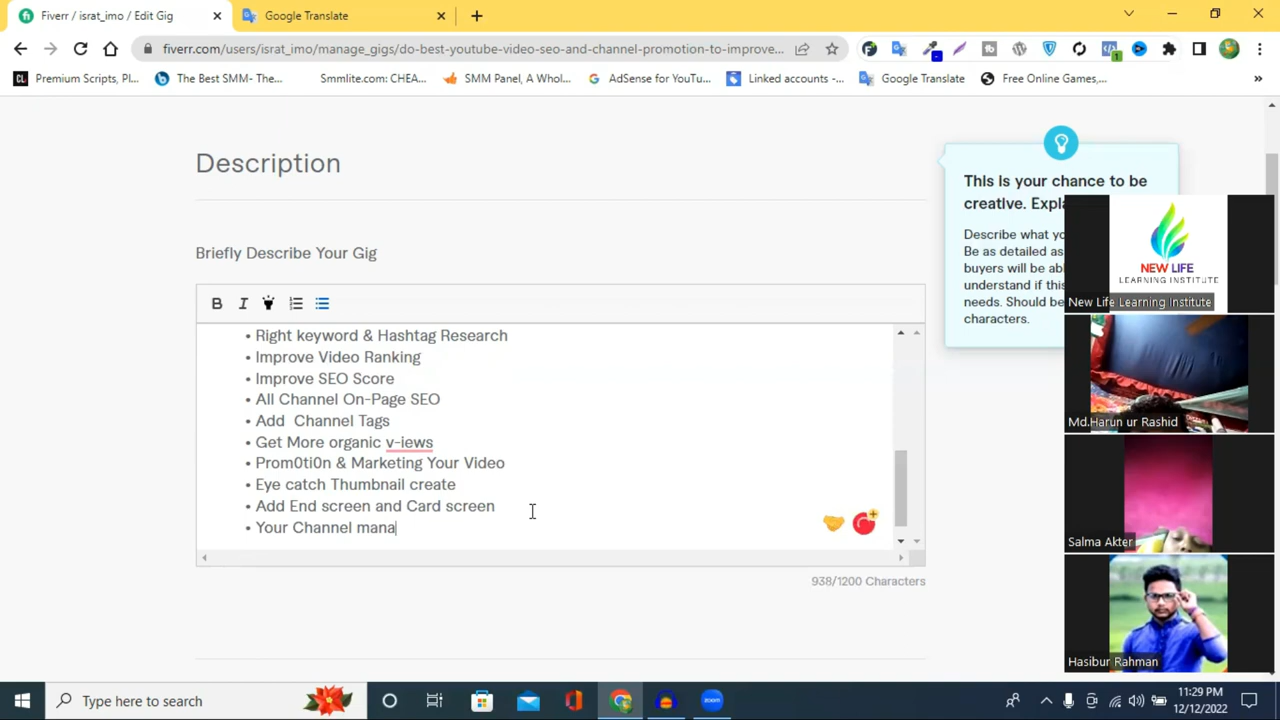 Fiverr / israt_imo / Edit Gig
Google Translate
fiverr.com/users/israt_imo/manage_gigs/do-best-youtube-video-seo-and-channel-promotion-to-improve...
Premium Scripts, Pl...
The Best SMM- The...
Smmlite.com: CHEA...
SMM Panel, A Whol...
AdSense for YouTu...
Linked accounts -...
Google Translate
Free Online Games,...
»
Description
Briefly Describe Your Gig
B I
• Right keyword & Hashtag Research
• Improve Video Ranking
• Improve SEO Score
• All Channel On-Page SEO
• Add  Channel Tags
• Get More organic v-iews
• Prom0ti0n & Marketing Your Video
• Eye catch Thumbnail create
• Add End screen and Card screen
• Your Channel mana
938/1200 Characters
This is your chance to be
creative. Expla
Describe what yo
Be as detailed as
buyers will be abl
understand if this
needs. Should be
characters.
NEW LIFE
LEARNING INSTITUTE
New Life Learning Institute
Md.Harun ur Rashid
Salma Akter
Hasibur Rahman
Type here to search
zoom
11:29 PM
12/12/2022